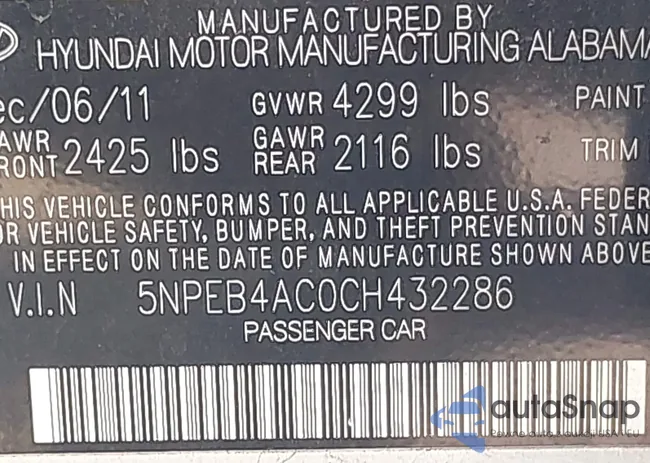 MANUFACTURED BY
HYUNDAI MOTOR MANUFACTURING ALABAMA
ec/06/11 GVWR 4299 lbs PAINT
AWR FRONT 2425 lbs GAWR REAR 2116 lbs TRIM
HIS VEHICLE CONFORMS TO ALL APPLICABLE U.S.A. FEDER
OR VEHICLE SAFETY, BUMPER, AND THEFT PREVENTION STAN
IN EFFECT ON THE DATE OF MANUFACTURE SHOWN ABOVE
V.I.N 5NPEB4AC0CH432286
PASSENGER CAR
autoSnap